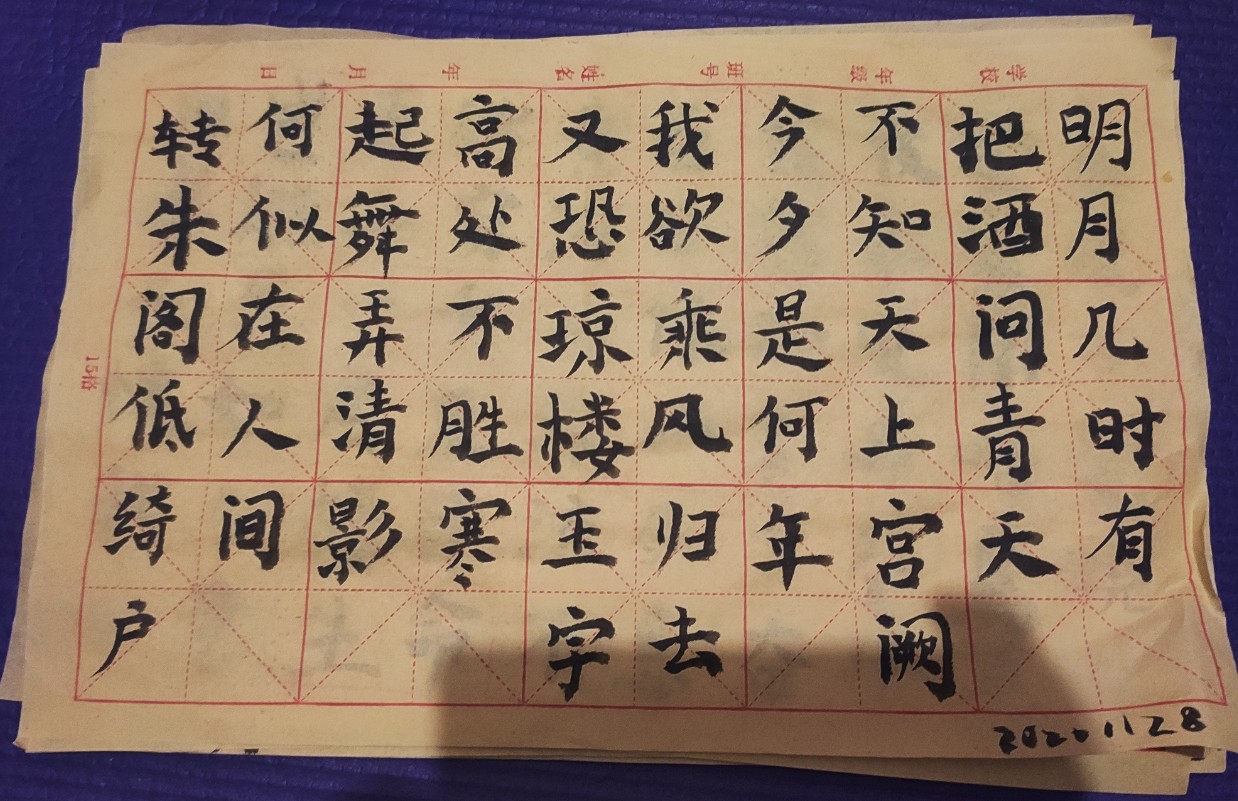 学校 年级 班号 姓名 年 月 日
明月几时有
把酒问青天
不知天上宫阙
今夕是何年
我欲乘风归去
又恐琼楼玉宇
高处不胜寒
起舞弄清影
何似在人间
转朱阁低绮户
2020 11 28